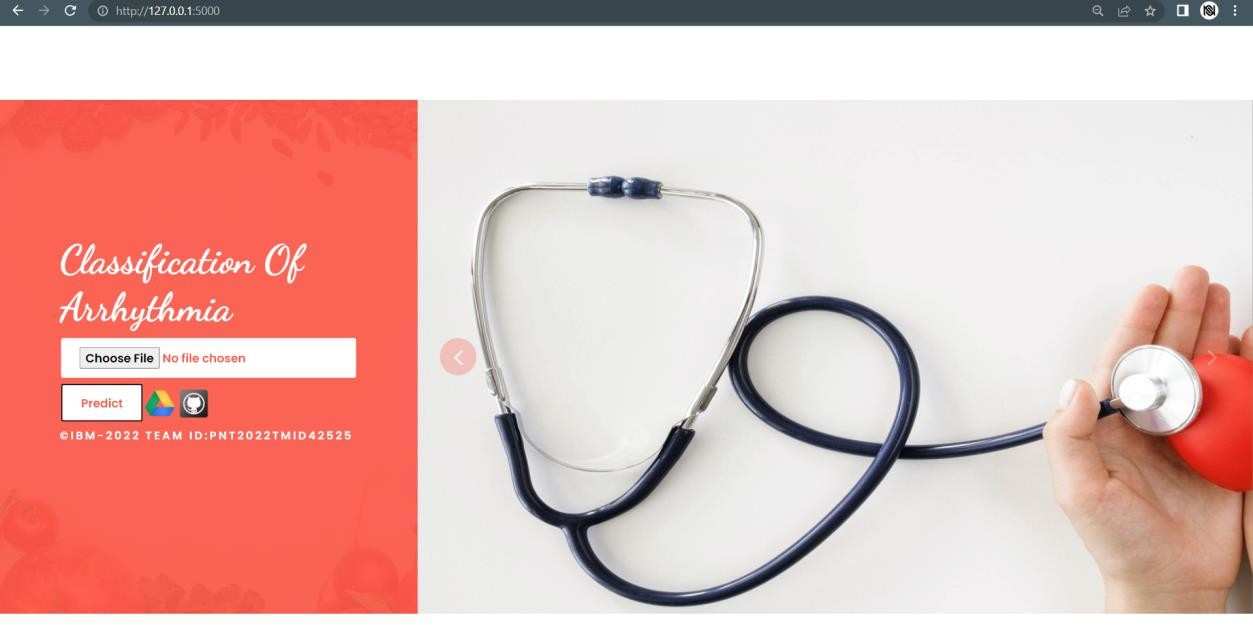 http://127.0.0.1:5000
Classification Of
Arrhythmia
Choose File No file chosen
Predict
©IBM-2022 TEAM ID:PNT2022TMID42525